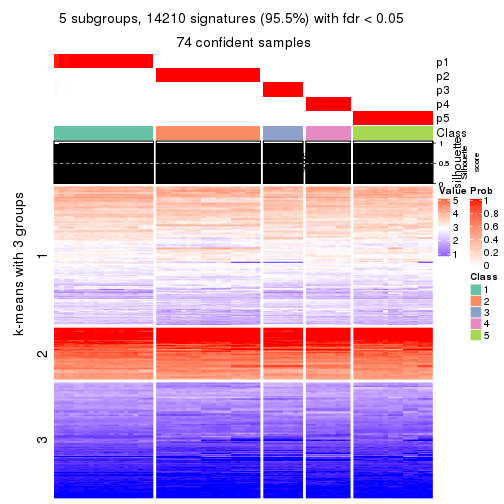 5 subgroups, 14210 signatures (95.5%) with fdr < 0.05
74 confident samples
p1
p2
p3
p4
p5
Class
1
0.5
0
silhouette
Silhouette
score
k-means with 3 groups
1
2
3
Value
5
4
3
2
1
Prob
1
0.8
0.6
0.4
0.2
0
Class
1
2
3
4
5